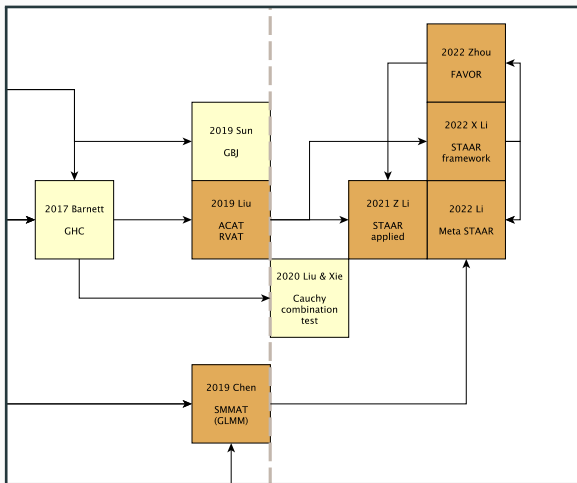 2022 Zhou
FAVOR
2019 Sun
GBJ
2022 X Li
STAAR
framework
2017 Barnett
GHC
2019 Liu
ACAT
RVAT
2021 Z Li
STAAR
applied
2022 Li
Meta STAAR
2020 Liu & Xie
Cauchy
combination
test
2019 Chen
SMMAT
(GLMM)